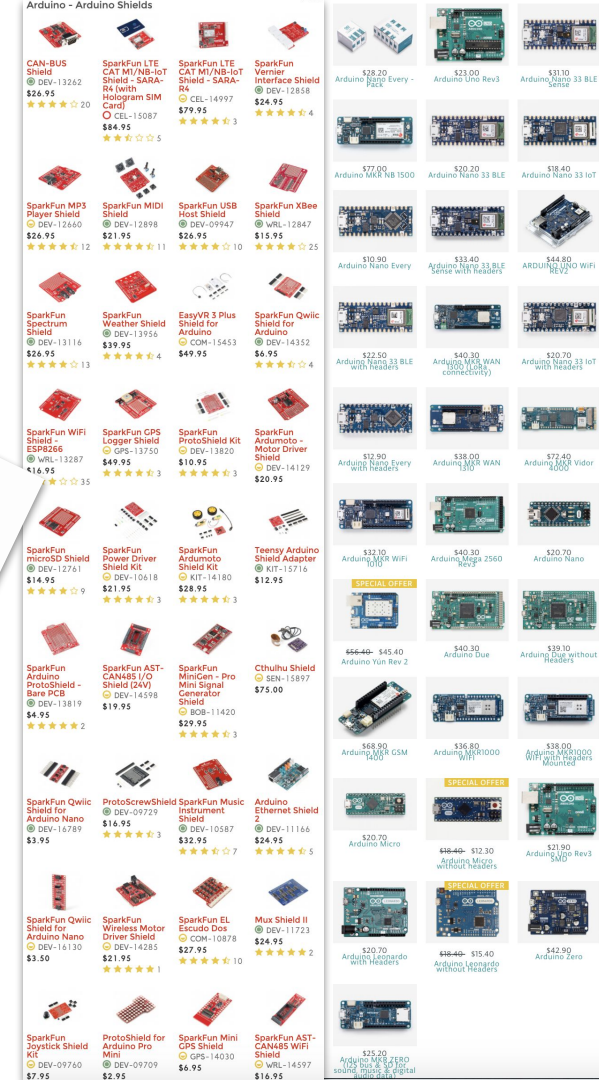 Arduino - Arduino Shields
CAN-BUS
Shield
DEV-13262
$26.95
20
SparkFun LTE
CAT M1/NB-IoT
Shield - SARA-
R4 (with
Hologram SIM
Card)
CEL-15087
$84.95
5
SparkFun LTE
CAT M1/NB-IoT
Shield - SARA-
R4
CEL-14997
$79.95
3
SparkFun
Vernier
Interface Shield
DEV-12858
$24.95
4
SparkFun MP3
Player Shield
DEV-12660
$26.95
12
SparkFun MIDI
Shield
DEV-12898
$21.95
11
SparkFun USB
Host Shield
DEV-09947
$26.95
10
SparkFun XBee
Shield
WRL-12847
$15.95
25
SparkFun
Spectrum
Shield
DEV-13116
$26.95
13
SparkFun
Weather Shield
DEV-13956
$39.95
4
EasyVR 3 Plus
Shield for
Arduino
COM-15453
$49.95
SparkFun Qwiic
Shield for
Arduino
DEV-14352
$6.95
4
SparkFun WiFi
Shield -
ESP8266
WRL-13287
$16.95
35
SparkFun GPS
Logger Shield
GPS-13750
$49.95
3
SparkFun
ProtoShield Kit
DEV-13820
$10.95
3
SparkFun
Ardumoto -
Motor Driver
Shield
DEV-14129
$20.95
SparkFun
microSD Shield
DEV-12761
$14.95
9
SparkFun
Power Driver
Shield Kit
DEV-10618
$21.95
3
SparkFun
Ardumoto
Shield Kit
KIT-14180
$28.95
3
Teensy Arduino
Shield Adapter
KIT-15716
$12.95
SparkFun
Arduino
ProtoShield -
Bare PCB
DEV-13819
$4.95
2
SparkFun AST-
CAN485 I/O
Shield (24V)
DEV-14598
$19.95
SparkFun
MiniGen - Pro
Mini Signal
Generator
Shield
BOB-11420
$29.95
3
Cthulhu Shield
SEN-15897
$75.00
SparkFun Qwiic
Shield for
Arduino Nano
DEV-16789
$3.95
ProtoScrewShield
DEV-09729
$16.95
3
SparkFun Music
Instrument
Shield
DEV-10587
$32.95
7
Arduino
Ethernet Shield
2
DEV-11166
$24.95
5
SparkFun Qwiic
Shield for
Arduino Nano
DEV-16130
$3.50
SparkFun
Wireless Motor
Driver Shield
DEV-14285
$21.95
1
SparkFun EL
Escudo Dos
COM-10878
$27.95
10
Mux Shield II
DEV-11723
$24.95
2
SparkFun
Joystick Shield
Kit
DEV-09760
$7.95
ProtoShield for
Arduino Pro
Mini
DEV-09709
$2.95
SparkFun Mini
GPS Shield
GPS-14030
$6.95
SparkFun AST-
CAN485 WiFi
Shield
WRL-14597
$16.95
$28.20
Arduino Nano Every -
Pack
$23.00
Arduino Uno Rev3
$31.10
Arduino Nano 33 BLE
Sense
$77.00
Arduino MKR NB 1500
$20.20
Arduino Nano 33 BLE
$18.40
Arduino Nano 33 IoT
$10.90
Arduino Nano Every
$33.40
Arduino Nano 33 BLE
Sense with headers
$44.80
ARDUINO UNO WiFi
REV2
$22.50
Arduino Nano 33 BLE
with headers
$40.30
Arduino MKR WAN
1300 (LoRa
connectivity)
$20.70
Arduino Nano 33 IoT
with headers
$12.90
Arduino Nano Every
with headers
$38.00
Arduino MKR WAN
1310
$72.40
Arduino MKR Vidor
4000
$32.10
Arduino MKR WiFi
1010
$40.30
Arduino Mega 2560
Rev3
$20.70
Arduino Nano
SPECIAL OFFER
$56.40 $45.40
Arduino Yún Rev 2
$40.30
Arduino Due
$39.10
Arduino Due without
Headers
$68.90
Arduino MKR GSM
1400
$36.80
Arduino MKR1000
WIFI
$38.00
Arduino MKR1000
WIFI with Headers
Mounted
$20.70
Arduino Micro
SPECIAL OFFER
$18.40 $12.30
Arduino Micro
without headers
$21.90
Arduino Uno Rev3
SMD
$20.70
Arduino Leonardo
with Headers
SPECIAL OFFER
$18.40 $15.40
Arduino Leonardo
without Headers
$42.90
Arduino Zero
$25.20
Arduino MKR ZERO
(I2S bus & SD for
sound, music & digital
audio data)